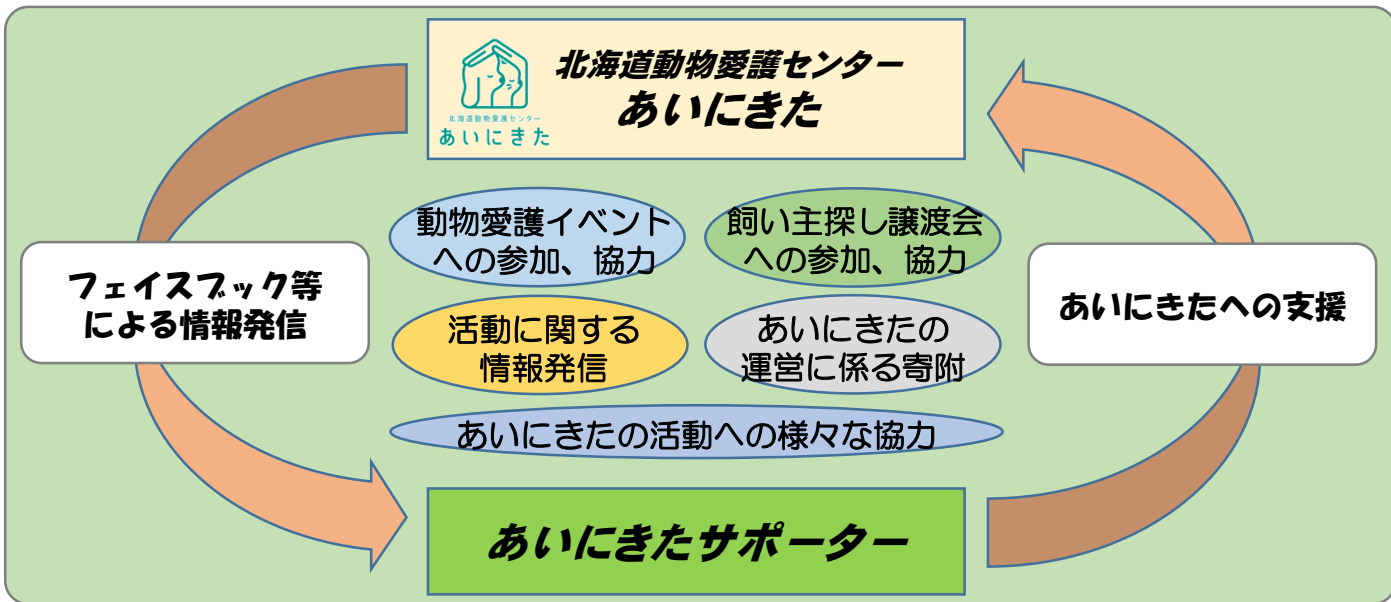 北海道動物愛護センター
あいにきた
北海道動物愛護センター
あいにきた
動物愛護イベント
への参加、協力
飼い主探し譲渡会
への参加、協力
フェイスブック等
による情報発信
あいにきたへの支援
活動に関する
情報発信
あいにきたの
運営に係る寄附
あいにきたの活動への様々な協力
あいにきたサポーター